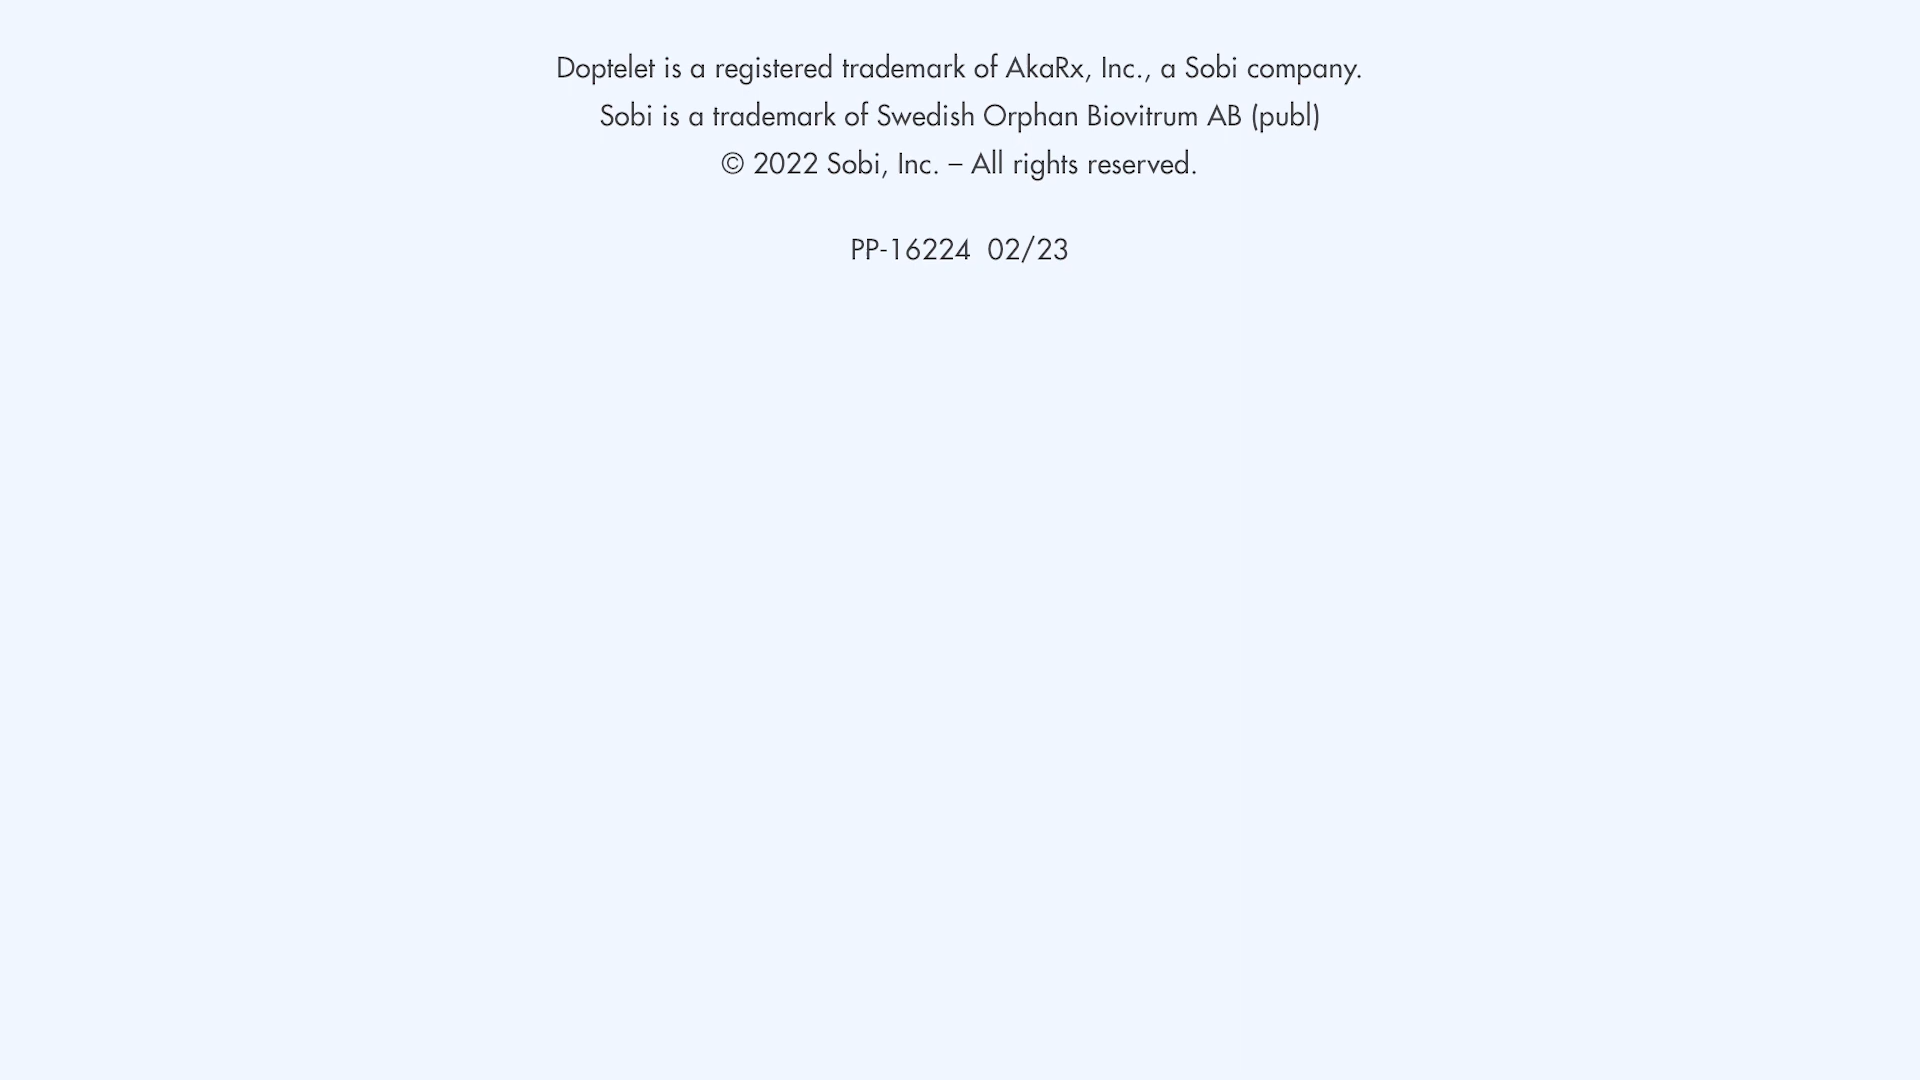 Doptelet is a registered trademark of AkaRx, Inc., a Sobi company.
Sobi is a trademark of Swedish Orphan Biovitrum AB (publ)
© 2022 Sobi, Inc. – All rights reserved.
PP-16224  02/23